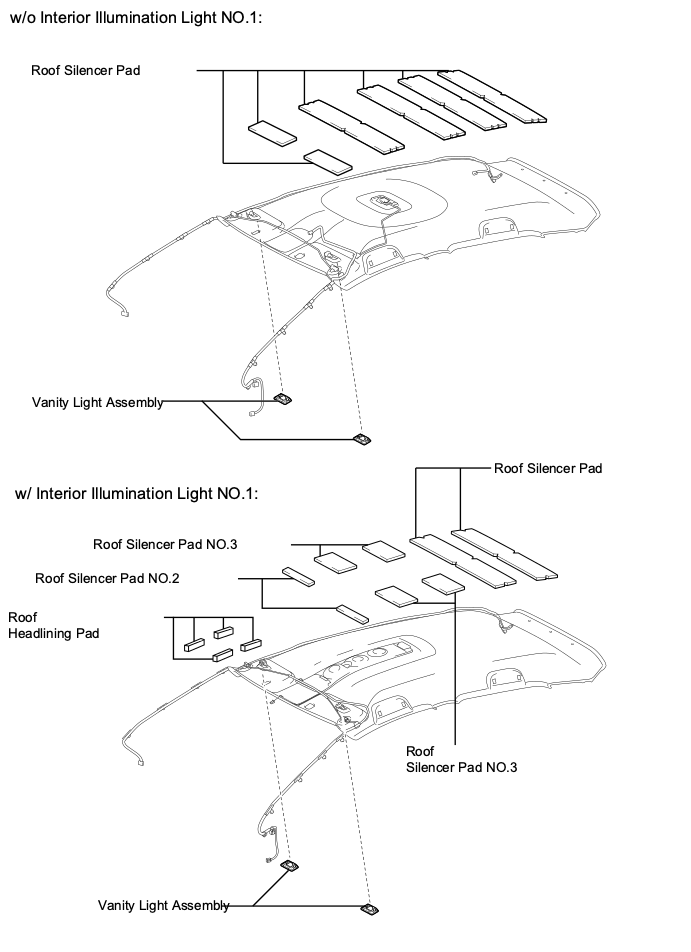 w/o Interior Illumination Light NO.1:
Roof Silencer Pad
Vanity Light Assembly
Roof Silencer Pad
w/ Interior Illumination Light NO.1:
Roof Silencer Pad NO.3
Roof Silencer Pad NO.2
Roof
Headlining Pad
Roof
Silencer Pad NO.3
Vanity Light Assembly